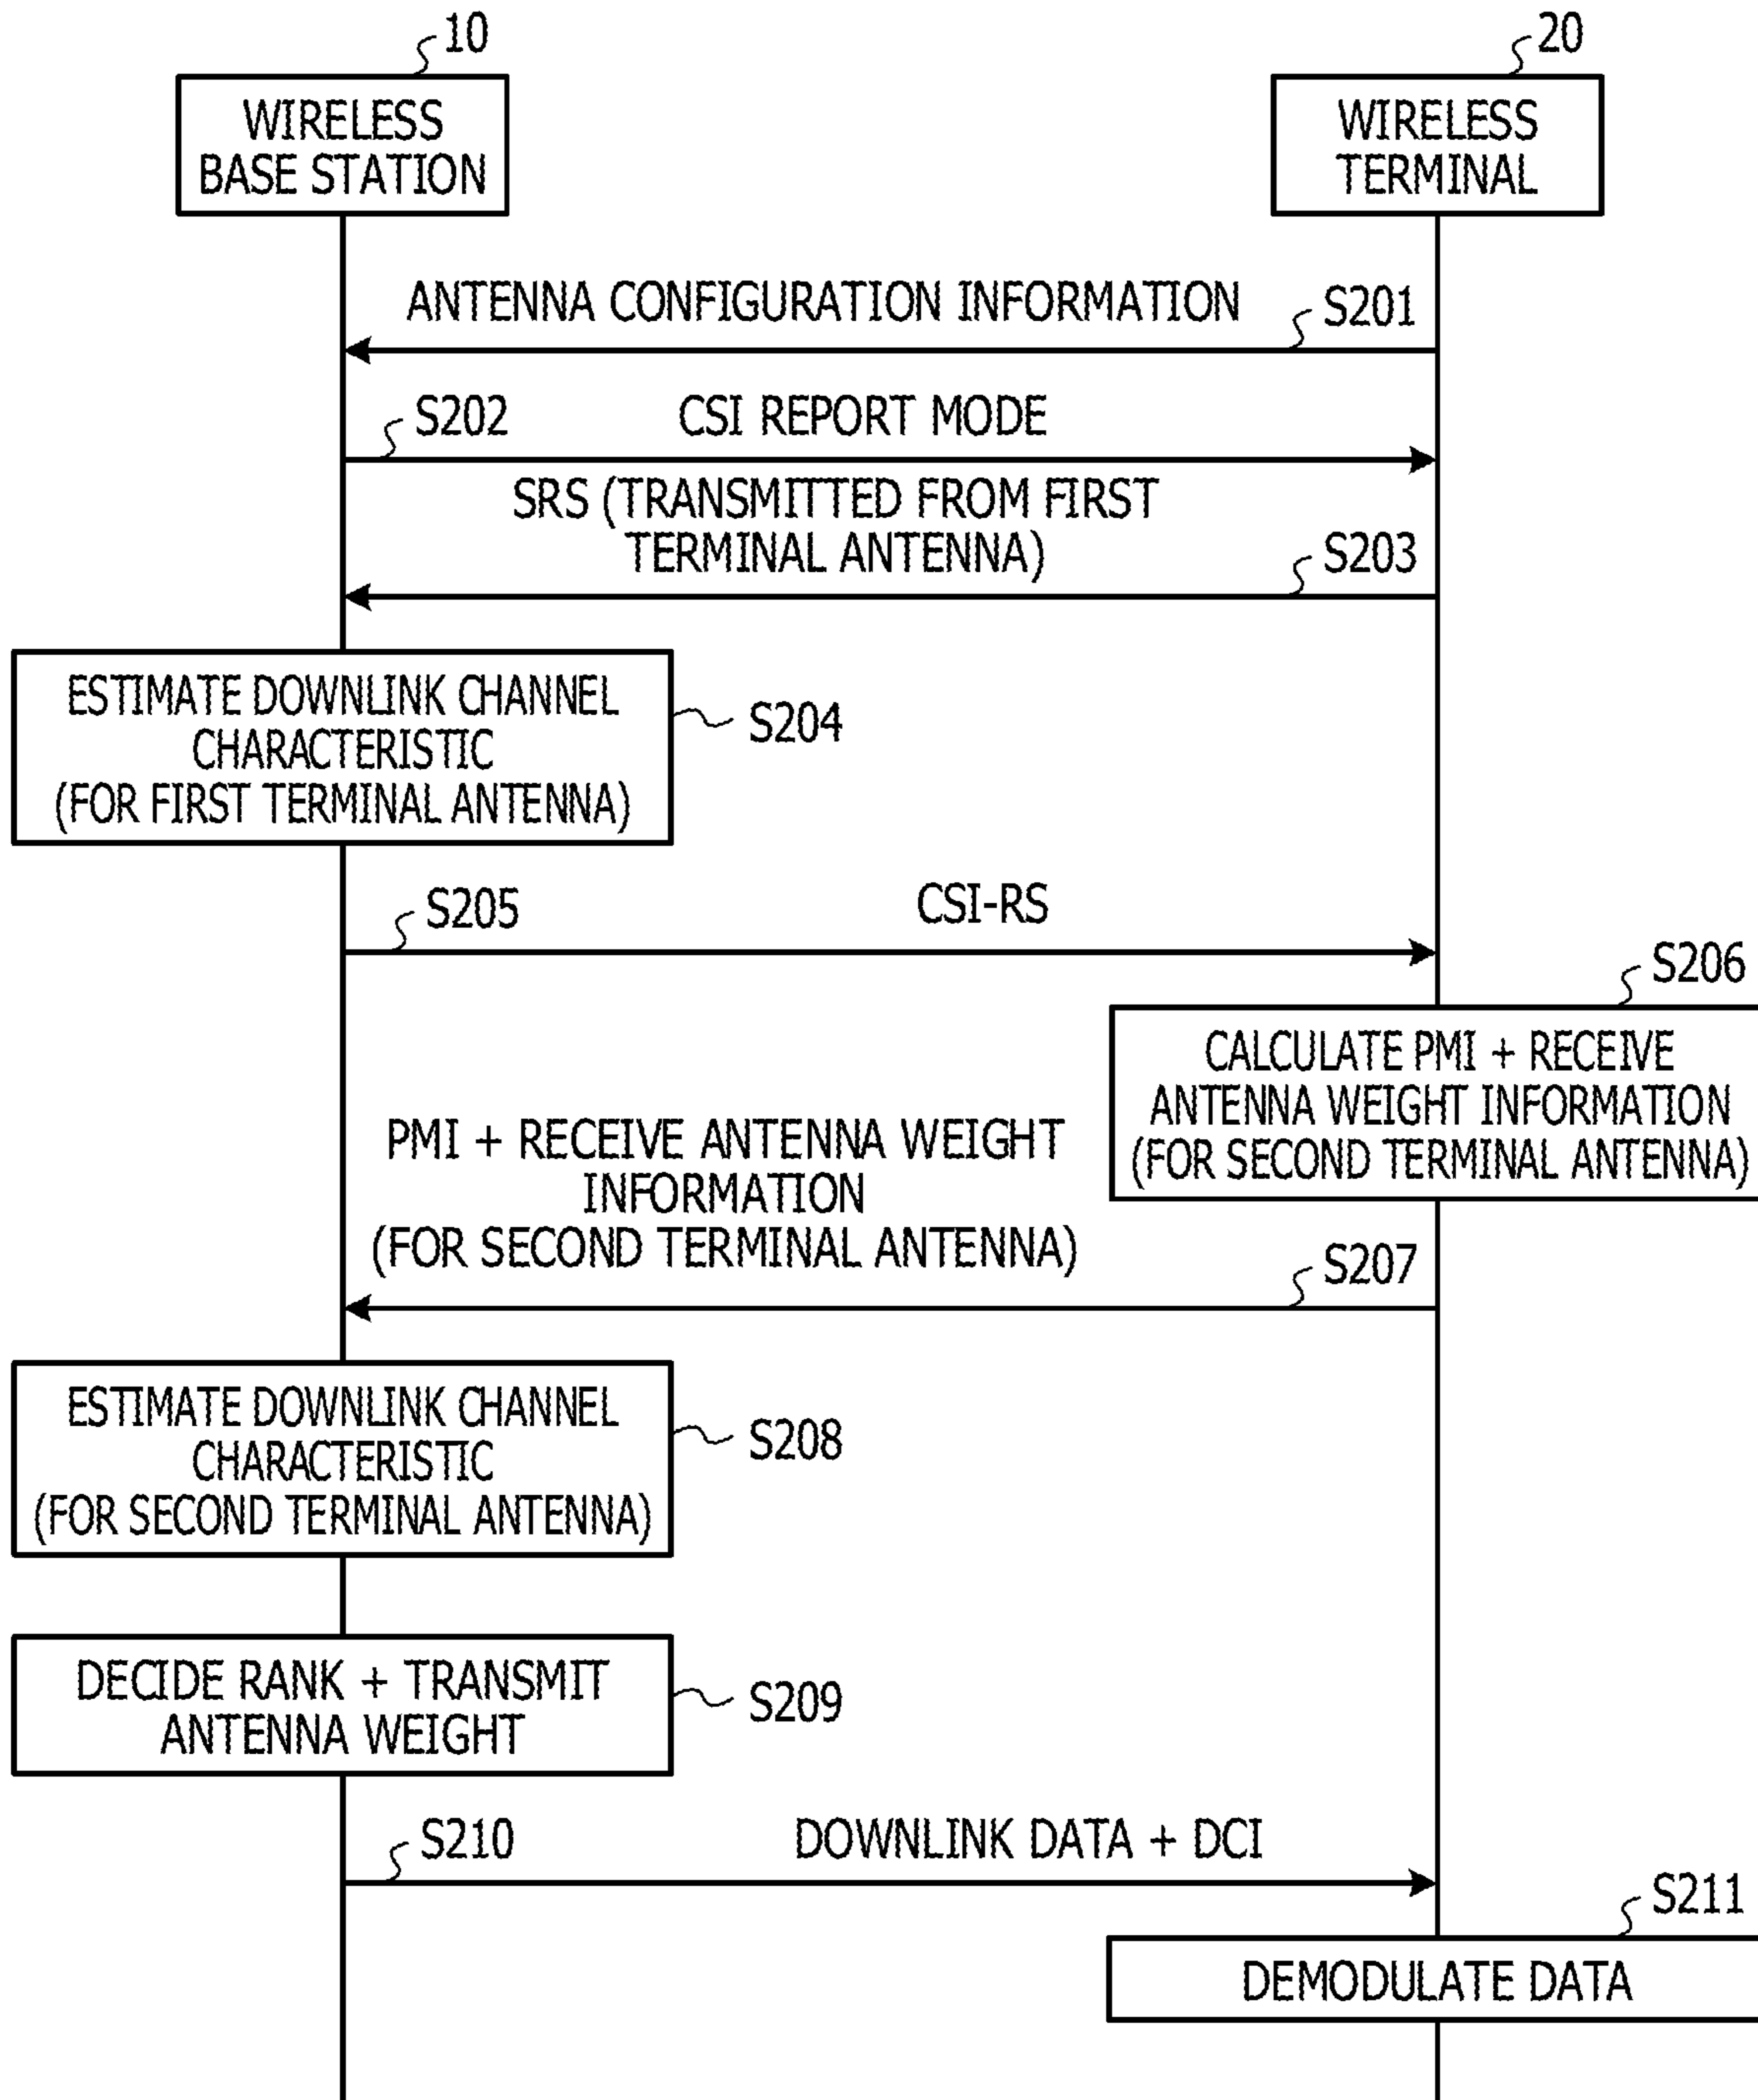 10
20
WIRELESS
BASE STATION
WIRELESS
TERMINAL
ANTENNA CONFIGURATION INFORMATION
S201
S202
CSI REPORT MODE
SRS (TRANSMITTED FROM FIRST
TERMINAL ANTENNA)
S203
ESTIMATE DOWNLINK CHANNEL
CHARACTERISTIC
(FOR FIRST TERMINAL ANTENNA)
S204
S205
CSI-RS
S206
CALCULATE PMI + RECEIVE
ANTENNA WEIGHT INFORMATION
(FOR SECOND TERMINAL ANTENNA)
PMI + RECEIVE ANTENNA WEIGHT
INFORMATION
(FOR SECOND TERMINAL ANTENNA)
S207
ESTIMATE DOWNLINK CHANNEL
CHARACTERISTIC
(FOR SECOND TERMINAL ANTENNA)
S208
DECIDE RANK + TRANSMIT
ANTENNA WEIGHT
S209
S210
DOWNLINK DATA + DCI
S211
DEMODULATE DATA